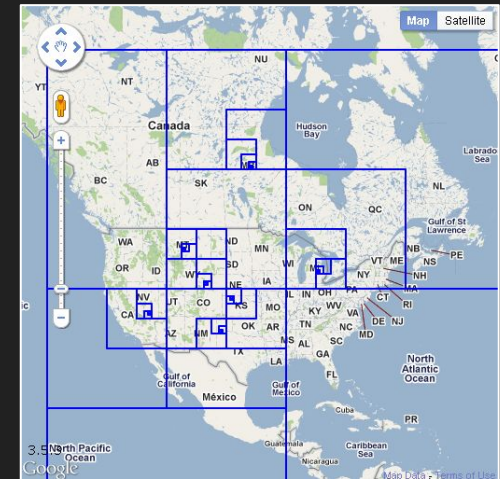 Map Satellite
NU
YT
NT
Canada
Hudson
Bay
Labrador
Sea
AB
BC
SK
NL
ON
QC
Gulf of St
Lawrence
WA
ND
MN
NB
PE
OR
ID
SD
WI
VT ME
NS
NH
NY
MA
WY
NE
IA
IL IN OH PA
CT
RI
NV
UT
CO
KS
MO
KY
WV
VA
DE NJ
CA
MD
AZ
NM
OK
AR
TN
NC
MS AL
SC
GA
TX
LA
FL
North
Atlantic
Ocean
Gulf of
California
Gulf of
Mexico
México
Cuba
PR
Guatemala
Caribbean
Sea
Nicaragua
3.5.
North Pacific
Ocean
Google
Map Data - Terms of Use